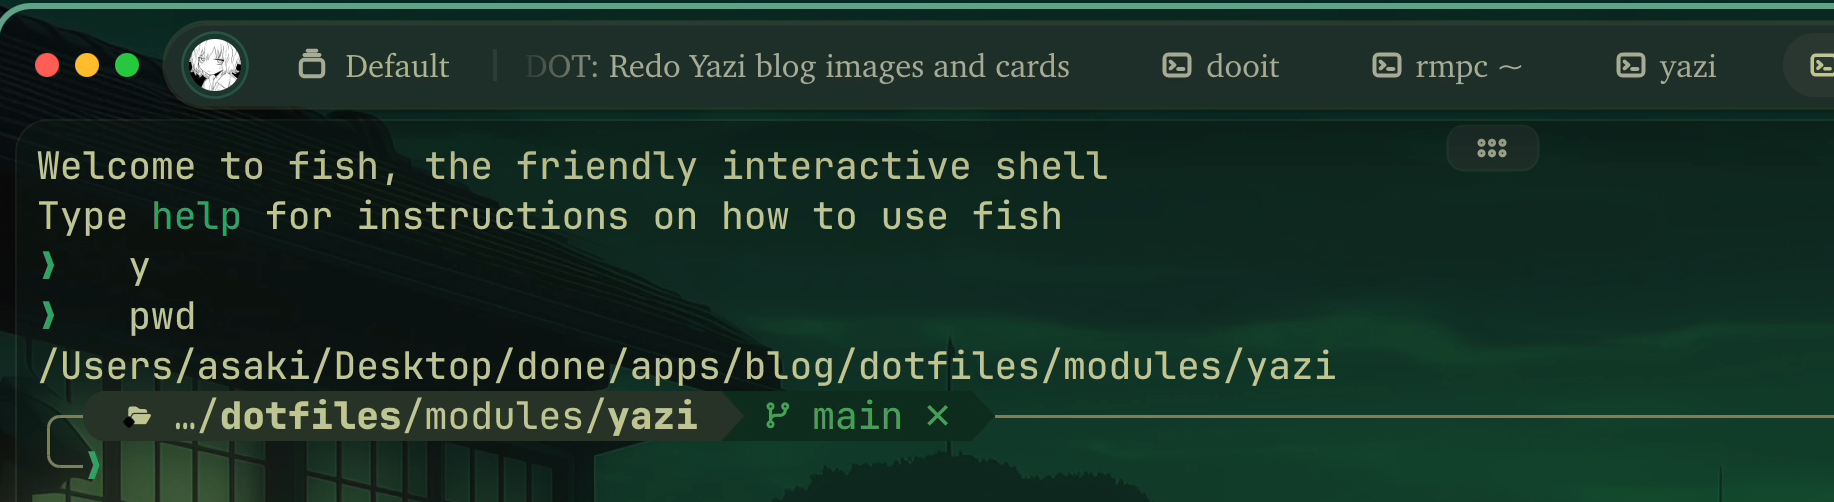 Default DOT: Redo Yazi blog images and cards dooit rmpc ~ yazi
Welcome to fish, the friendly interactive shell
Type help for instructions on how to use fish
❯ y
❯ pwd
/Users/asaki/Desktop/done/apps/blog/dotfiles/modules/yazi
…/dotfiles/modules/yazi main ✕
❯